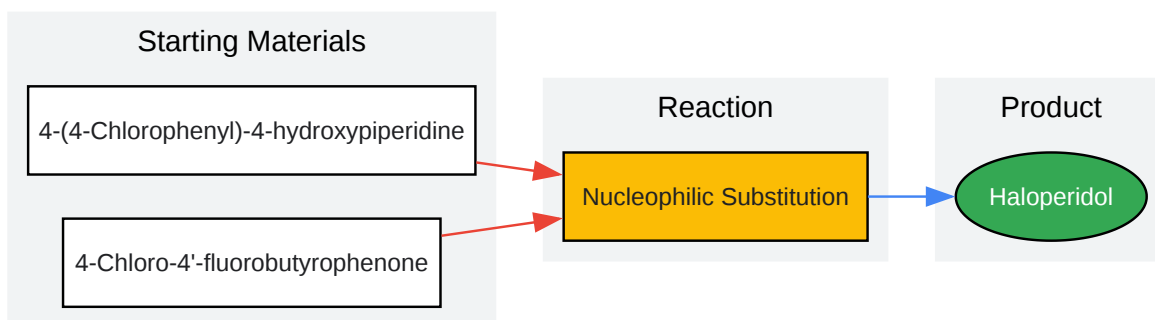 Starting Materials
4-(4-Chlorophenyl)-4-hydroxypiperidine
4-Chloro-4'-fluorobutyrophenone
Reaction
Nucleophilic Substitution
Product
Haloperidol